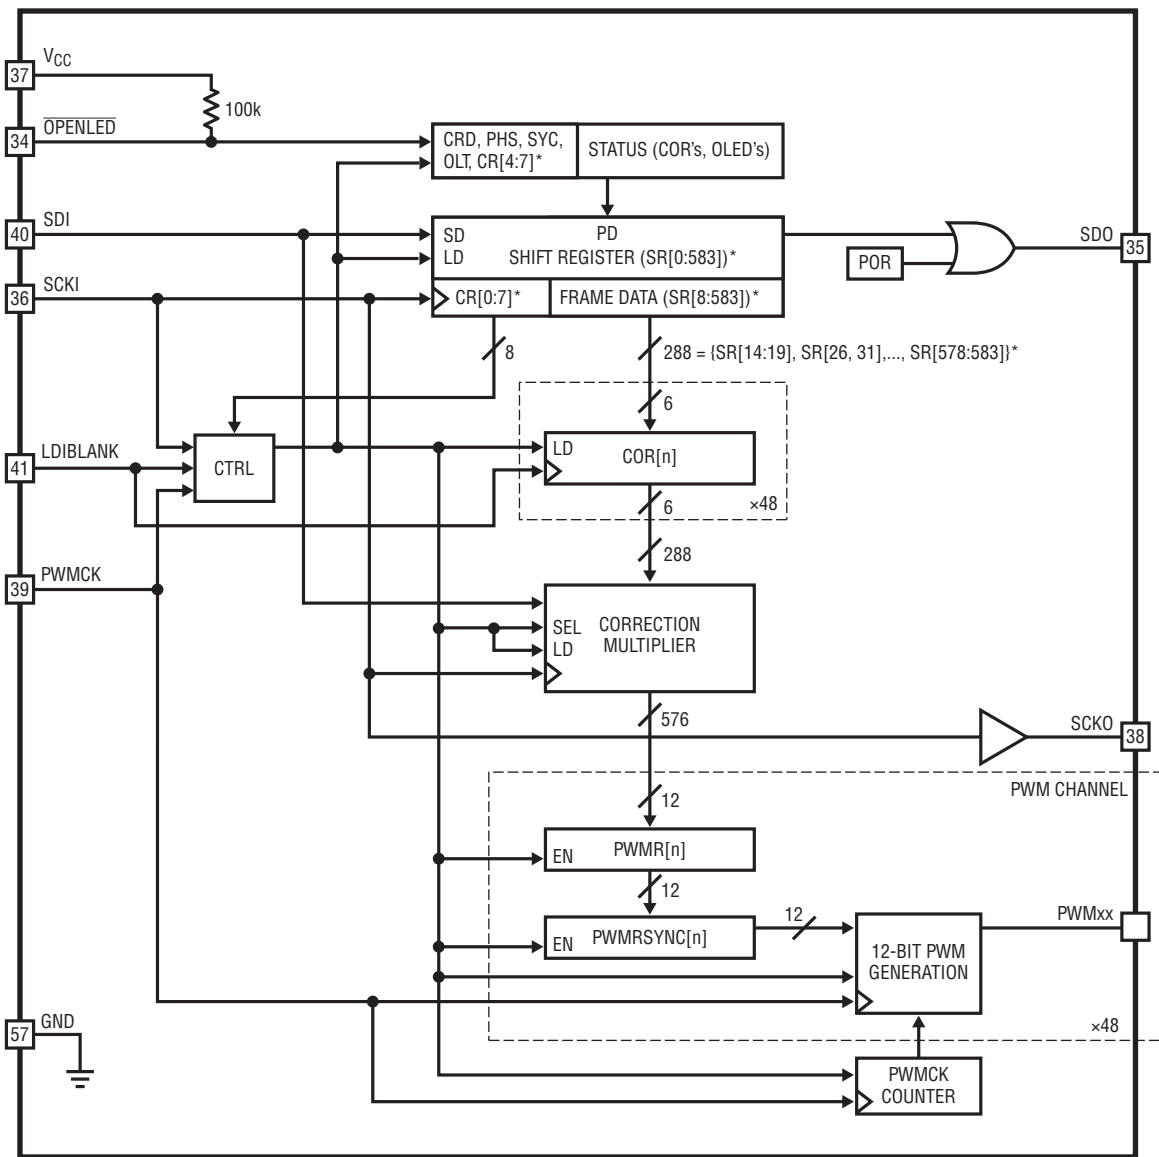 37
VCC
100k
34
OPENLED
CRD, PHS, SYC,
OLT, CR[4:7]*
STATUS (COR's, OLED's)
40
SDI
SD
LD
PD
SHIFT REGISTER (SR[0:583])*
POR
SDO
35
36
SCKI
CR[0:7]*
FRAME DATA (SR[8:583])*
8
288 = {SR[14:19], SR[26, 31],..., SR[578:583]}*
6
41
LDIBLANK
CTRL
LD
COR[n]
6
×48
288
39
PWMCK
SEL
LD
CORRECTION
MULTIPLIER
576
SCKO
38
PWM CHANNEL
12
EN
PWMR[n]
12
EN
PWMRSYNC[n]
12
12-BIT PWM
GENERATION
PWMxx
×48
57
GND
PWMCK
COUNTER